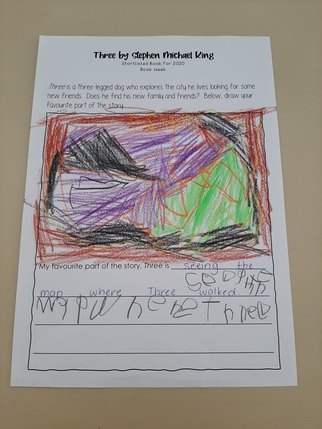 Three by Stephen Michael King
Shortlisted Book for 2020
Book Week
Three is a three-legged dog who explores the city he lives looking for some
new friends. Does he find his new family and friends? Below, draw your
favourite part of the story.
My favourite part of the story, Three is seeing the
map where Three walked